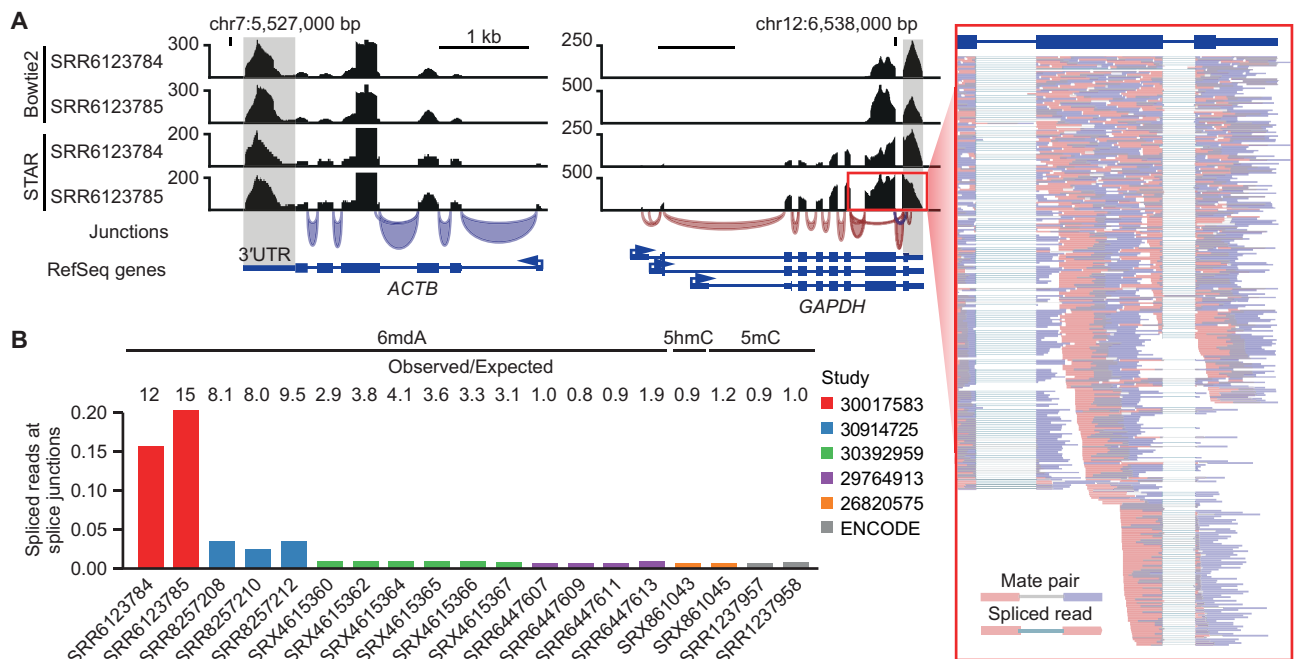 A
chr7:5,527,000 bp
chr12:6,538,000 bp
1 kb
Bowtie2
SRR6123784
300
250
SRR6123785
300
500
STAR
SRR6123784
200
250
SRR6123785
200
500
Junctions
3′UTR
RefSeq genes
ACTB
GAPDH
Mate pair
Spliced read
B
6mdA
5hmC
5mC
Observed/Expected
12 15 8.1 8.0 9.5 2.9 3.8 4.1 3.6 3.3 3.1 1.0 0.8 0.9 1.9 0.9 1.2 0.9 1.0
Spliced reads at
splice junctions
0.20
0.15
0.10
0.05
0.00
SRR6123784
SRR6123785
SRR8257208
SRR8257210
SRR8257212
SRX4615360
SRX4615362
SRX4615364
SRX4615365
SRX4615366
SRX4615367
SRR6447607
SRR6447609
SRR6447611
SRR6447613
SRX861043
SRX861045
SRR1237957
SRR1237958
Study
30017583
30914725
30392959
29764913
26820575
ENCODE